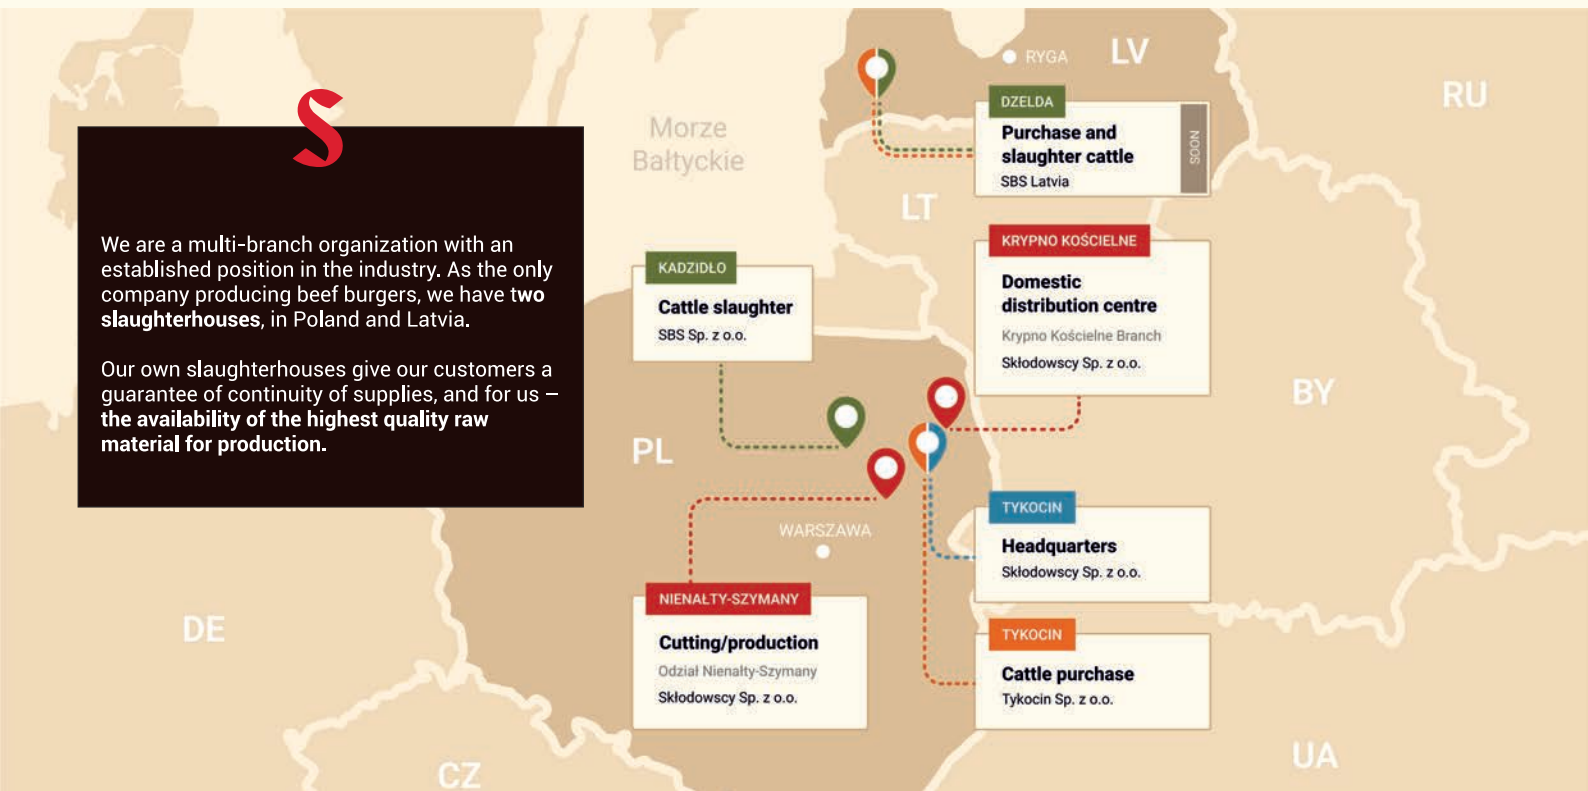 We are a multi-branch organization with an
established position in the industry. As the only
company producing beef burgers, we have two
slaughterhouses, in Poland and Latvia.
Our own slaughterhouses give our customers a
guarantee of continuity of supplies, and for us –
the availability of the highest quality raw
material for production.
Morze
Bałtyckie
RYGA
LV
RU
LT
BY
PL
WARSZAWA
DE
CZ
UA
DZELDA
Purchase and
slaughter cattle
SBS Latvia
SOON
KADZIDŁO
Cattle slaughter
SBS Sp. z o.o.
KRYPNO KOŚCIELNE
Domestic
distribution centre
Krypno Kościelne Branch
Skłodowscy Sp. z o.o.
TYKOCIN
Headquarters
Skłodowscy Sp. z o.o.
NIENAŁTY-SZYMANY
Cutting/production
Odział Nienałty-Szymany
Skłodowscy Sp. z o.o.
TYKOCIN
Cattle purchase
Tykocin Sp. z o.o.